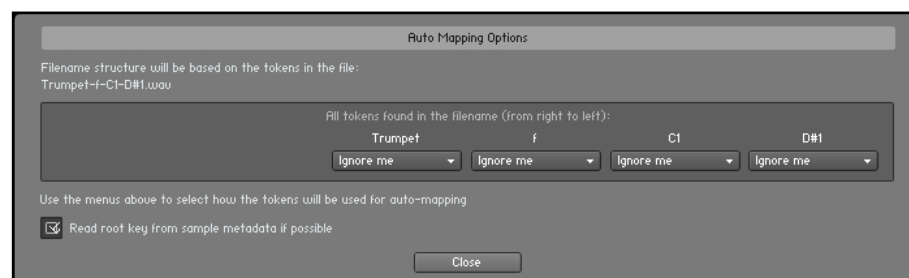 Auto Mapping Options
Filename structure will be based on the tokens in the file:
Trumpet-f-C1-D#1.wav
All tokens found in the filename (from right to left):
Trumpet f C1 D#1
Ignore me Ignore me Ignore me Ignore me
Use the menus above to select how the tokens will be used for auto-mapping
Read root key from sample metadata if possible
Close